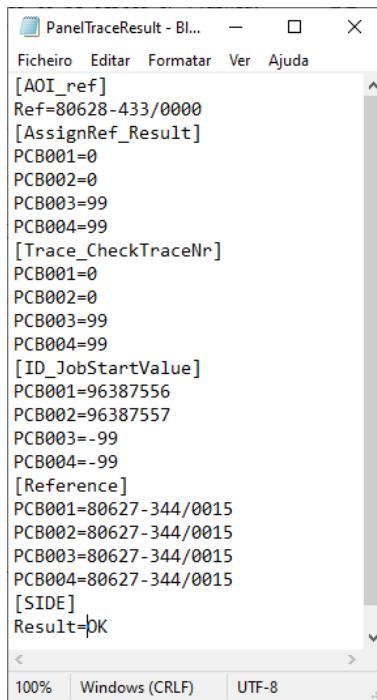 PanelTraceResult - Bl...
Ficheiro Editar Formatar Ver Ajuda
[AOI_ref]
Ref=80628-433/0000
[AssignRef_Result]
PCB001=0
PCB002=0
PCB003=99
PCB004=99
[Trace_CheckTraceNr]
PCB001=0
PCB002=0
PCB003=99
PCB004=99
[ID_JobStartValue]
PCB001=96387556
PCB002=96387557
PCB003=-99
PCB004=-99
[Reference]
PCB001=80627-344/0015
PCB002=80627-344/0015
PCB003=80627-344/0015
PCB004=80627-344/0015
[SIDE]
Result=OK
100% Windows (CRLF) UTF-8